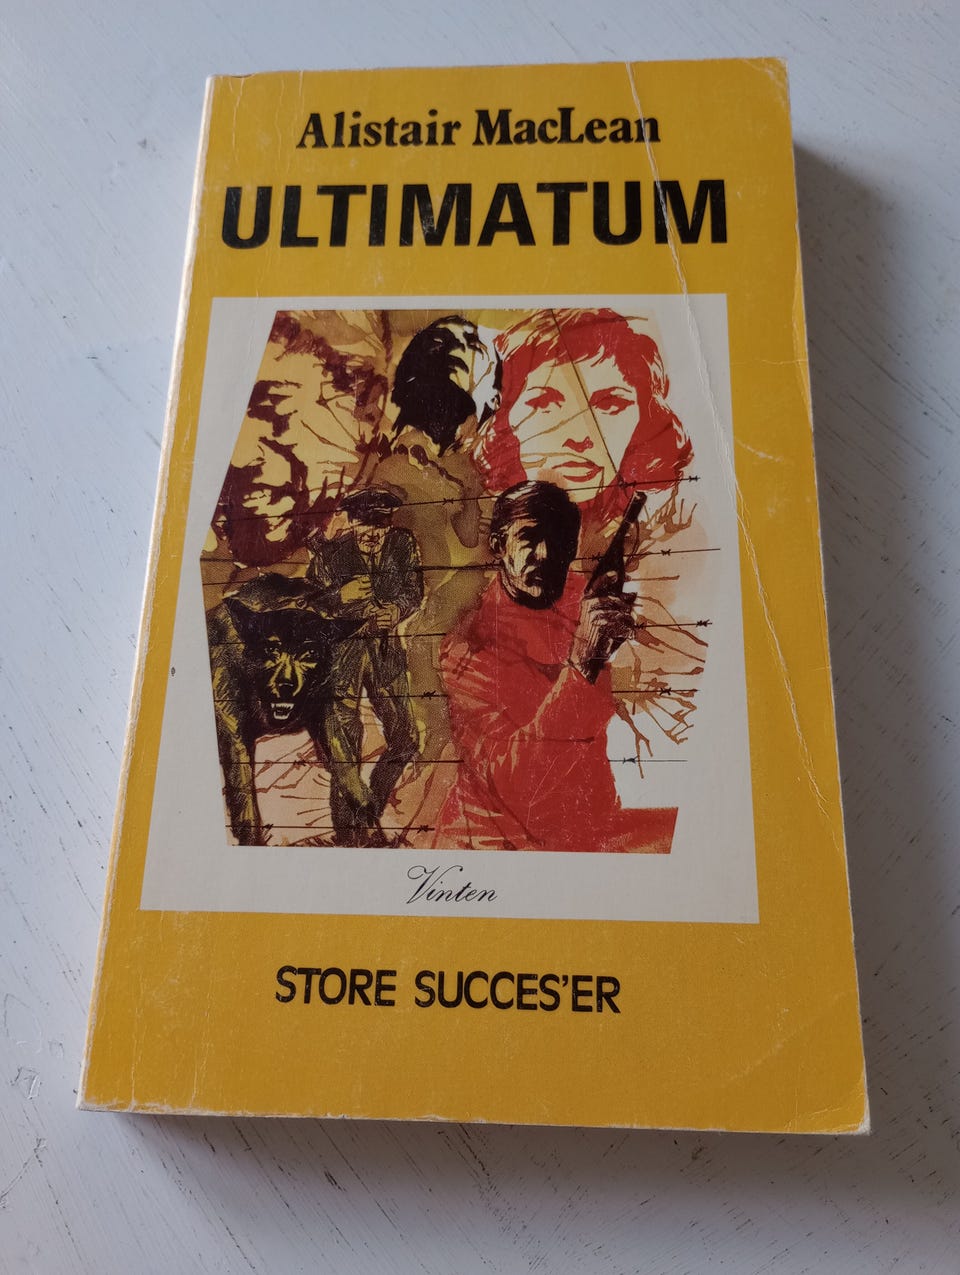 Alistair MacLean
ULTIMATUM
Vinten
STORE SUCCES'ER